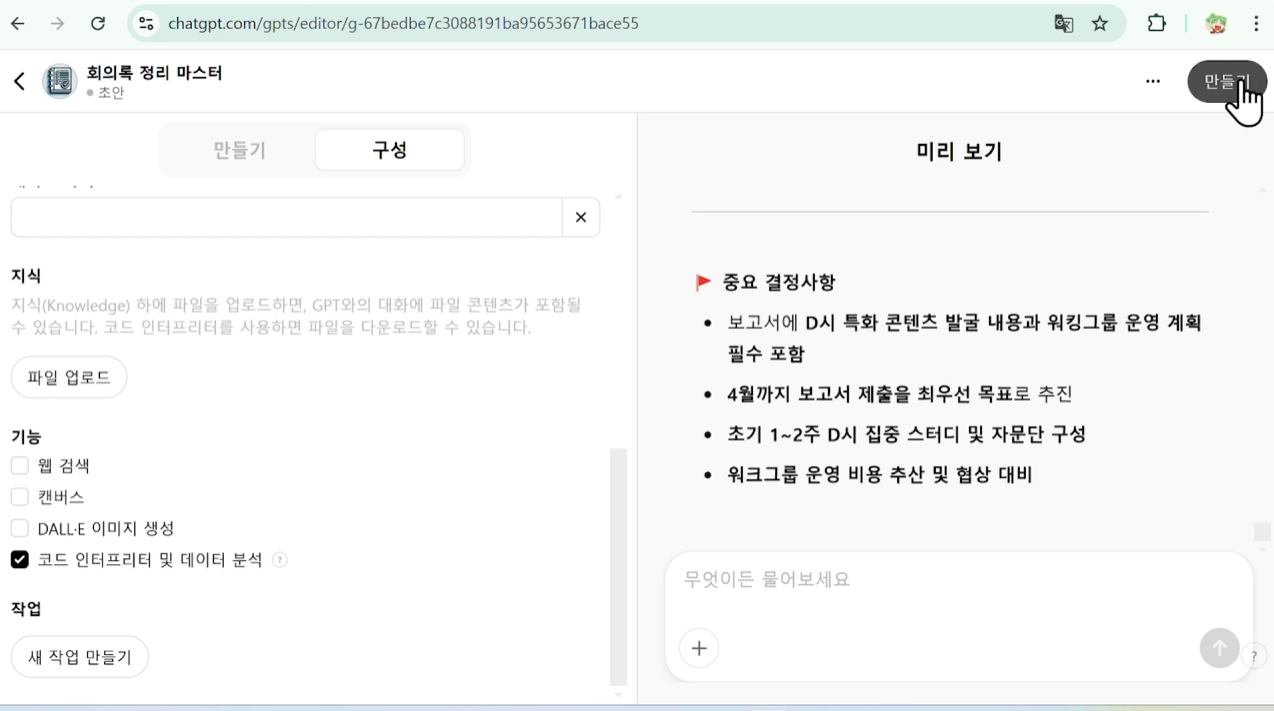 chatgpt.com/gpts/editor/g-67bedbe7c3088191ba95653671bace55
회의록 정리 마스터
초안
···
만들기
만들기
구성
미리 보기
지식
지식(Knowledge) 하에 파일을 업로드하면, GPT와의 대화에 파일 콘텐츠가 포함될
수 있습니다. 코드 인터프리터를 사용하면 파일을 다운로드할 수 있습니다.
파일 업로드
기능
웹 검색
캔버스
DALL·E 이미지 생성
코드 인터프리터 및 데이터 분석 ?
작업
새 작업 만들기
중요 결정사항
• 보고서에 D시 특화 콘텐츠 발굴 내용과 워킹그룹 운영 계획
필수 포함
• 4월까지 보고서 제출을 최우선 목표로 추진
• 초기 1~2주 D시 집중 스터디 및 자문단 구성
• 워크그룹 운영 비용 추산 및 협상 대비
무엇이든 물어보세요
?